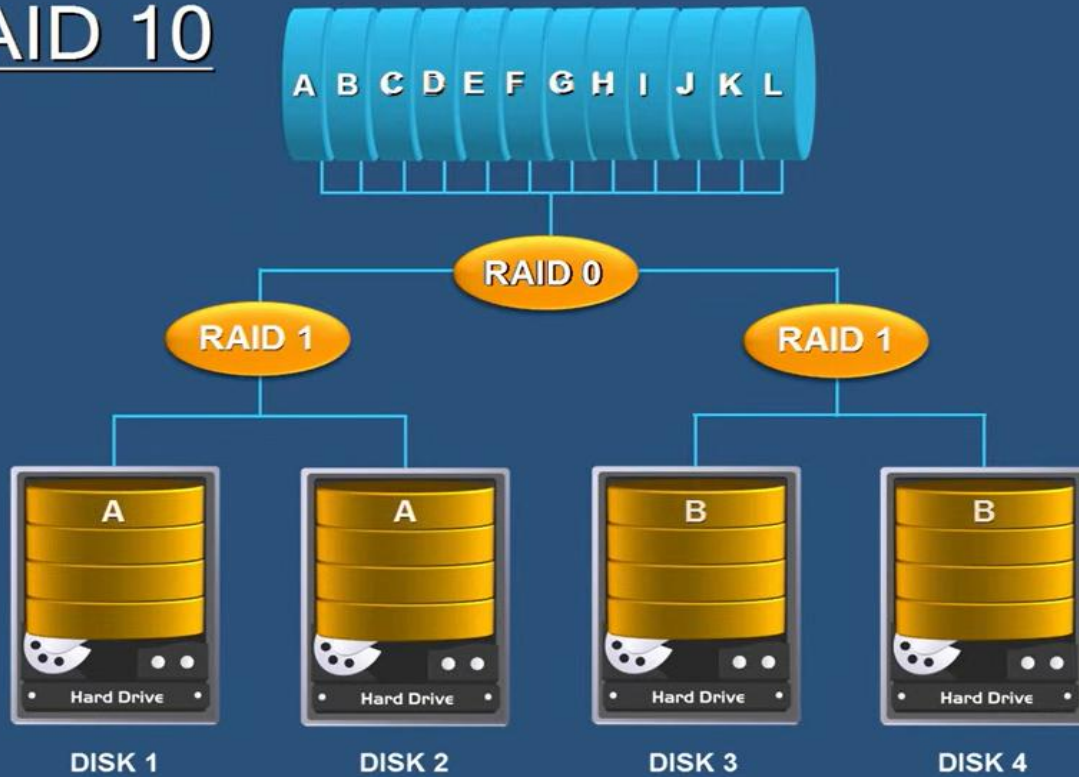 AID 10
A B C D E F G H I J K L
RAID 0
RAID 1 RAID 1
A A B B
Hard Drive Hard Drive Hard Drive Hard Drive
DISK 1 DISK 2 DISK 3 DISK 4